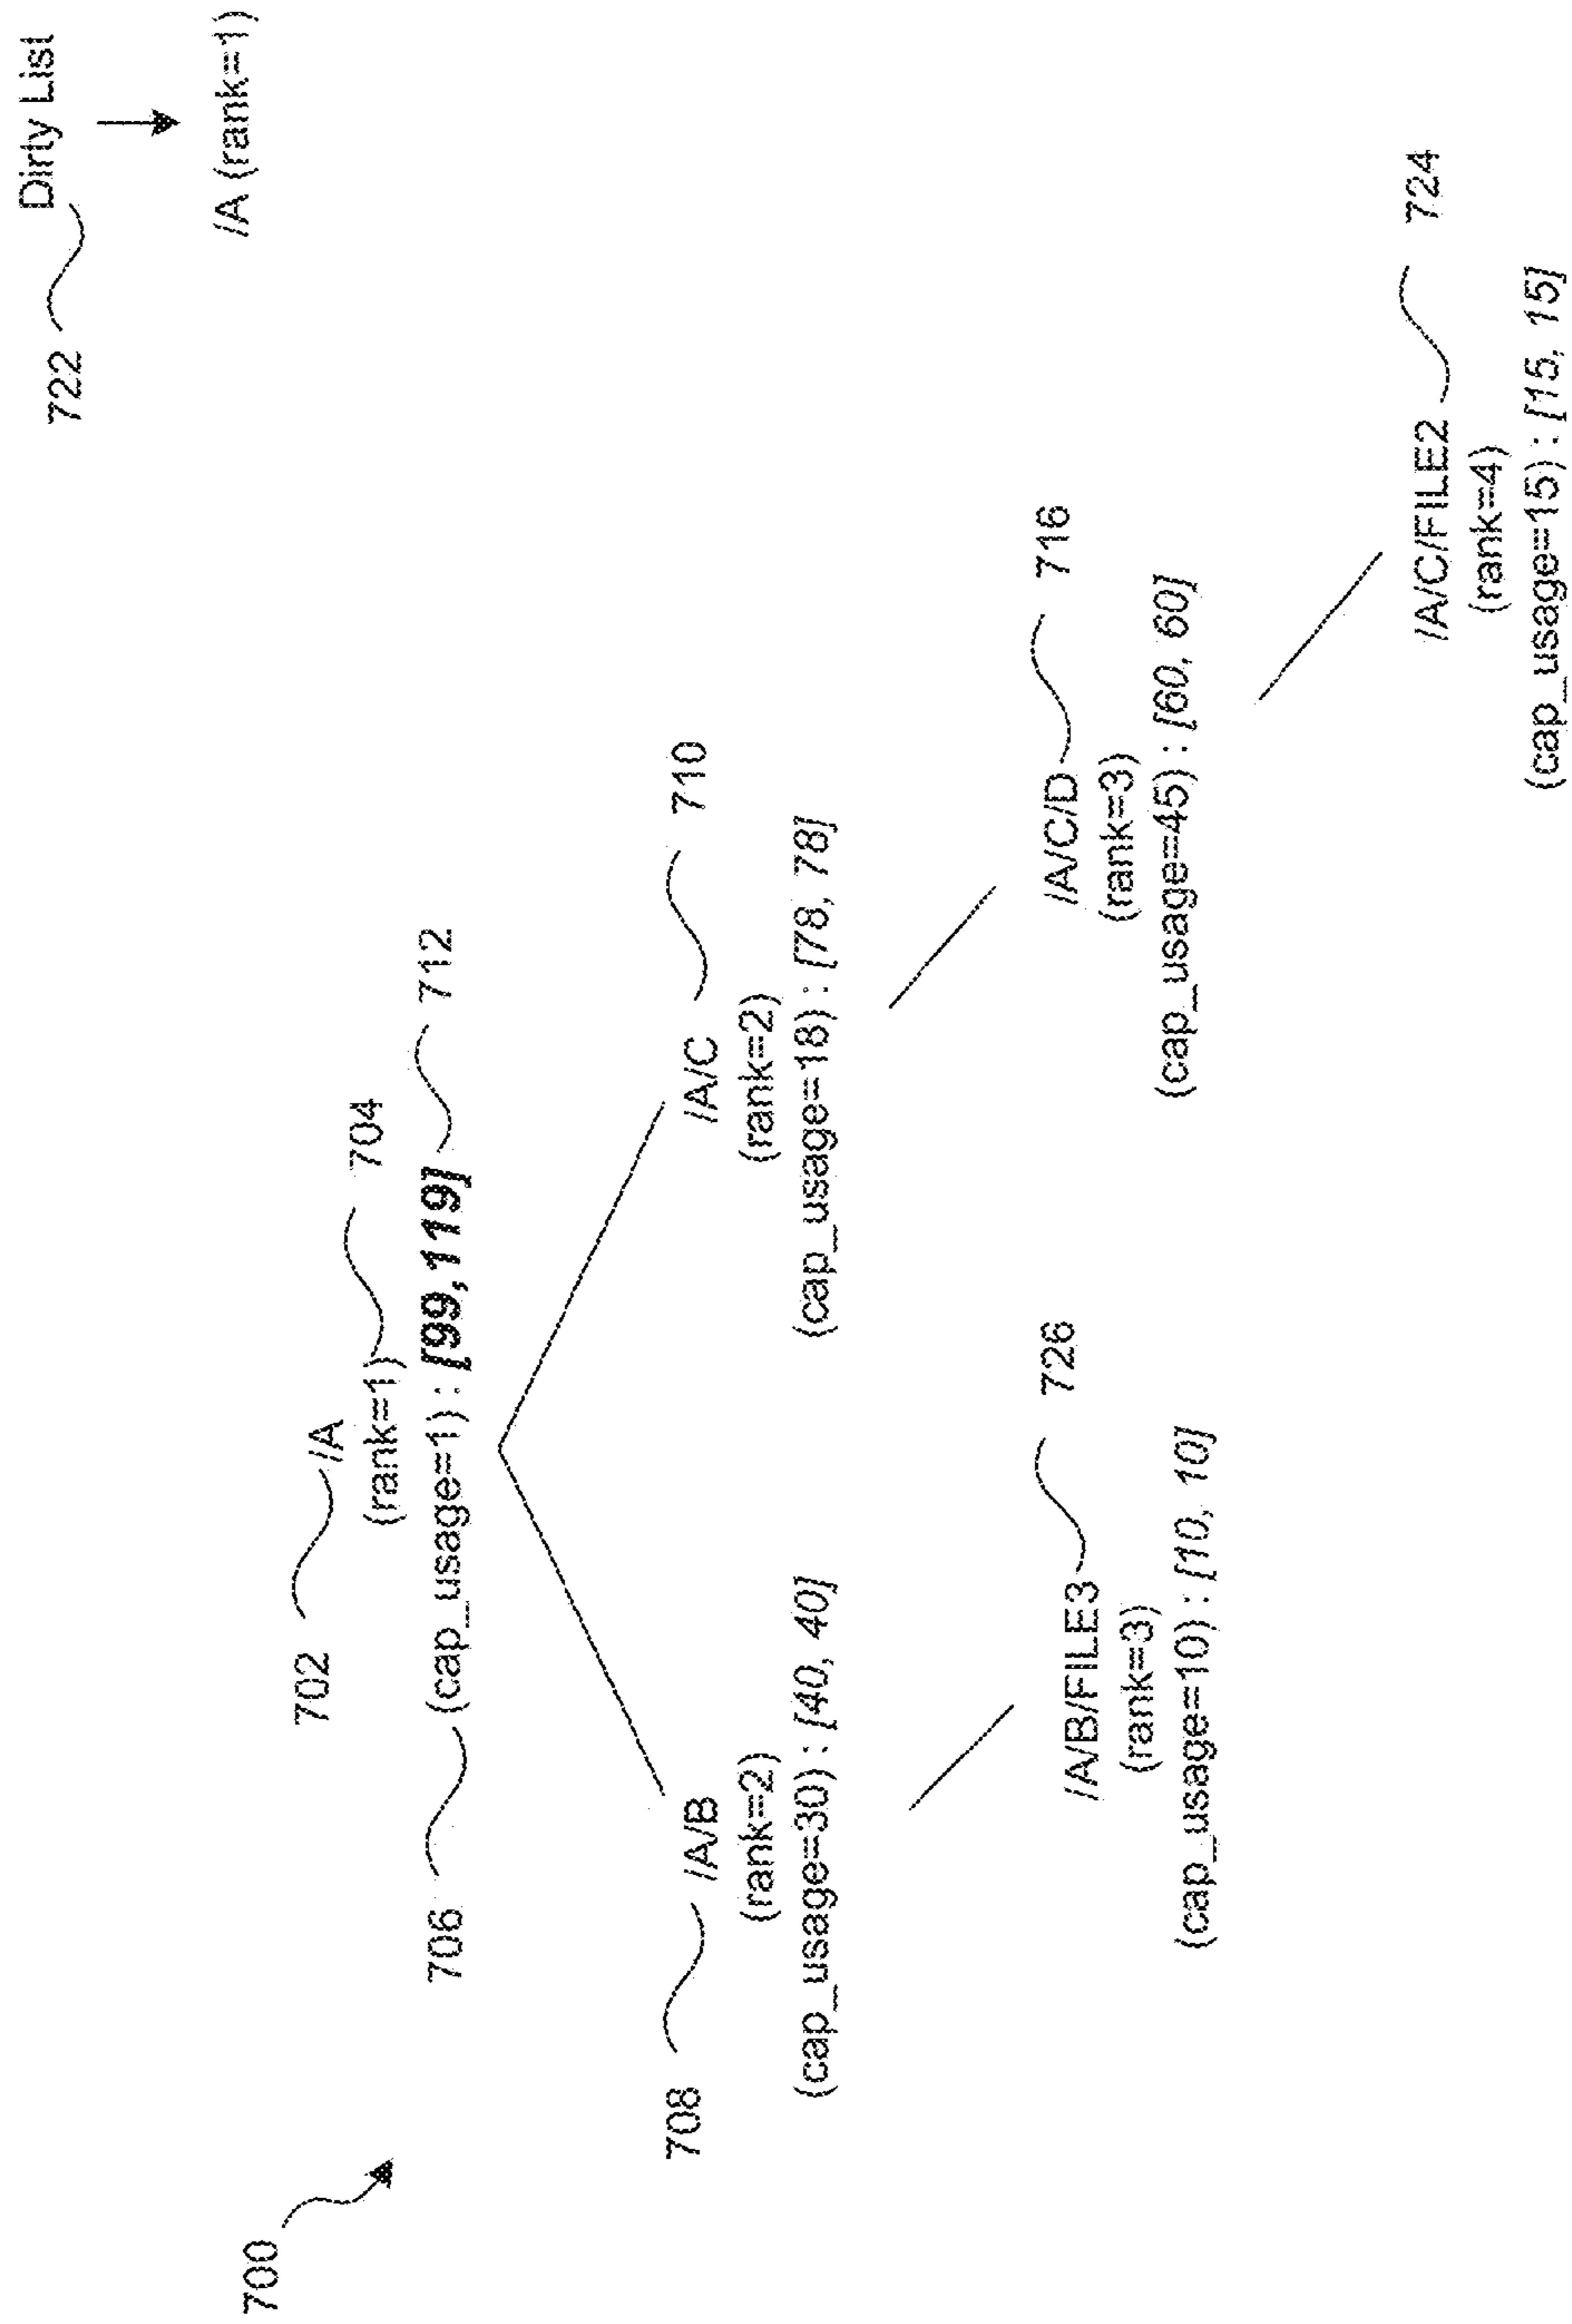 700
722
Dirty List
/A (rank=1)
702
/A
(rank=1)
704
706
(cap_usage=1) : [99,119]
712
708
/A/B
(rank=2)
(cap_usage=30) : [40, 40]
/A/C
710
(rank=2)
(cap_usage=18) : [78, 78]
/A/B/FILE3
726
(rank=3)
(cap_usage=10) : [10, 10]
/A/C/D
716
(rank=3)
(cap_usage=45) : [60, 60]
/A/C/FILE2
724
(rank=4)
(cap_usage=15) : [15, 15]